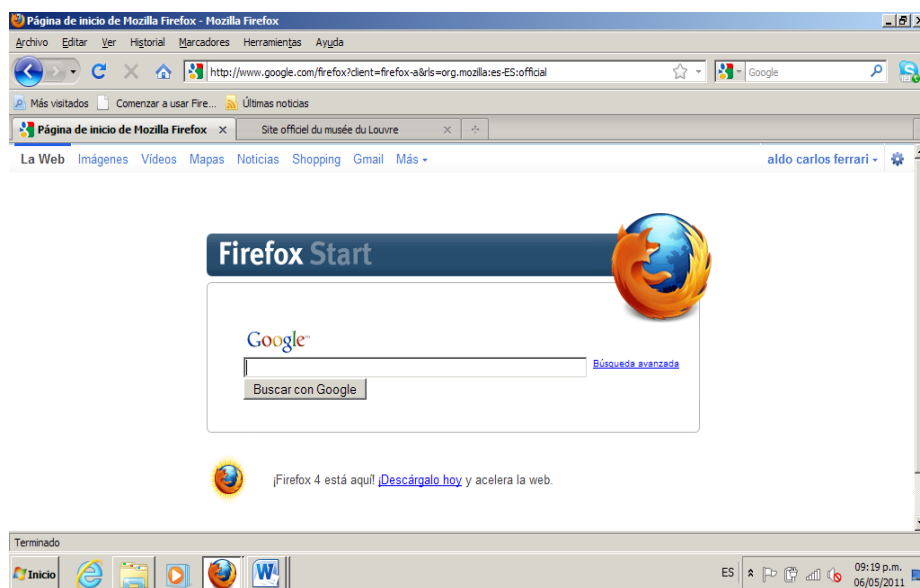 Página de inicio de Mozilla Firefox - Mozilla Firefox
Archivo Editar Ver Historial Marcadores Herramientas Ayuda
http://www.google.com/firefox?client=firefox-a&rls=org.mozilla:es-ES:official Google
Más visitados Comenzar a usar Fire... Últimas noticias
Página de inicio de Mozilla Firefox Site officiel du musée du Louvre
La Web Imágenes Vídeos Mapas Noticias Shopping Gmail Más aldo carlos ferrari
Firefox Start
Google™
Búsqueda avanzada
Buscar con Google
¡Firefox 4 está aquí! ¡Descárgalo hoy y acelera la web.
Terminado
Inicio W ES 09:19 p.m.
06/05/2011